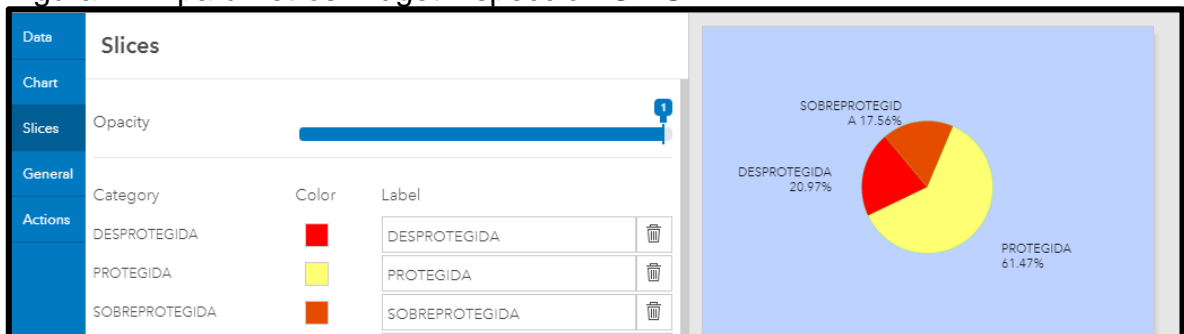 Data
Chart
Slices
General
Actions
Slices
Opacity
1
Category Color Label
DESPROTEGIDA DESPROTEGIDA
PROTEGIDA PROTEGIDA
SOBREPROTEGIDA SOBREPROTEGIDA
SOBREPROTEGID
A 17.56%
DESPROTEGIDA
20.97%
PROTEGIDA
61.47%